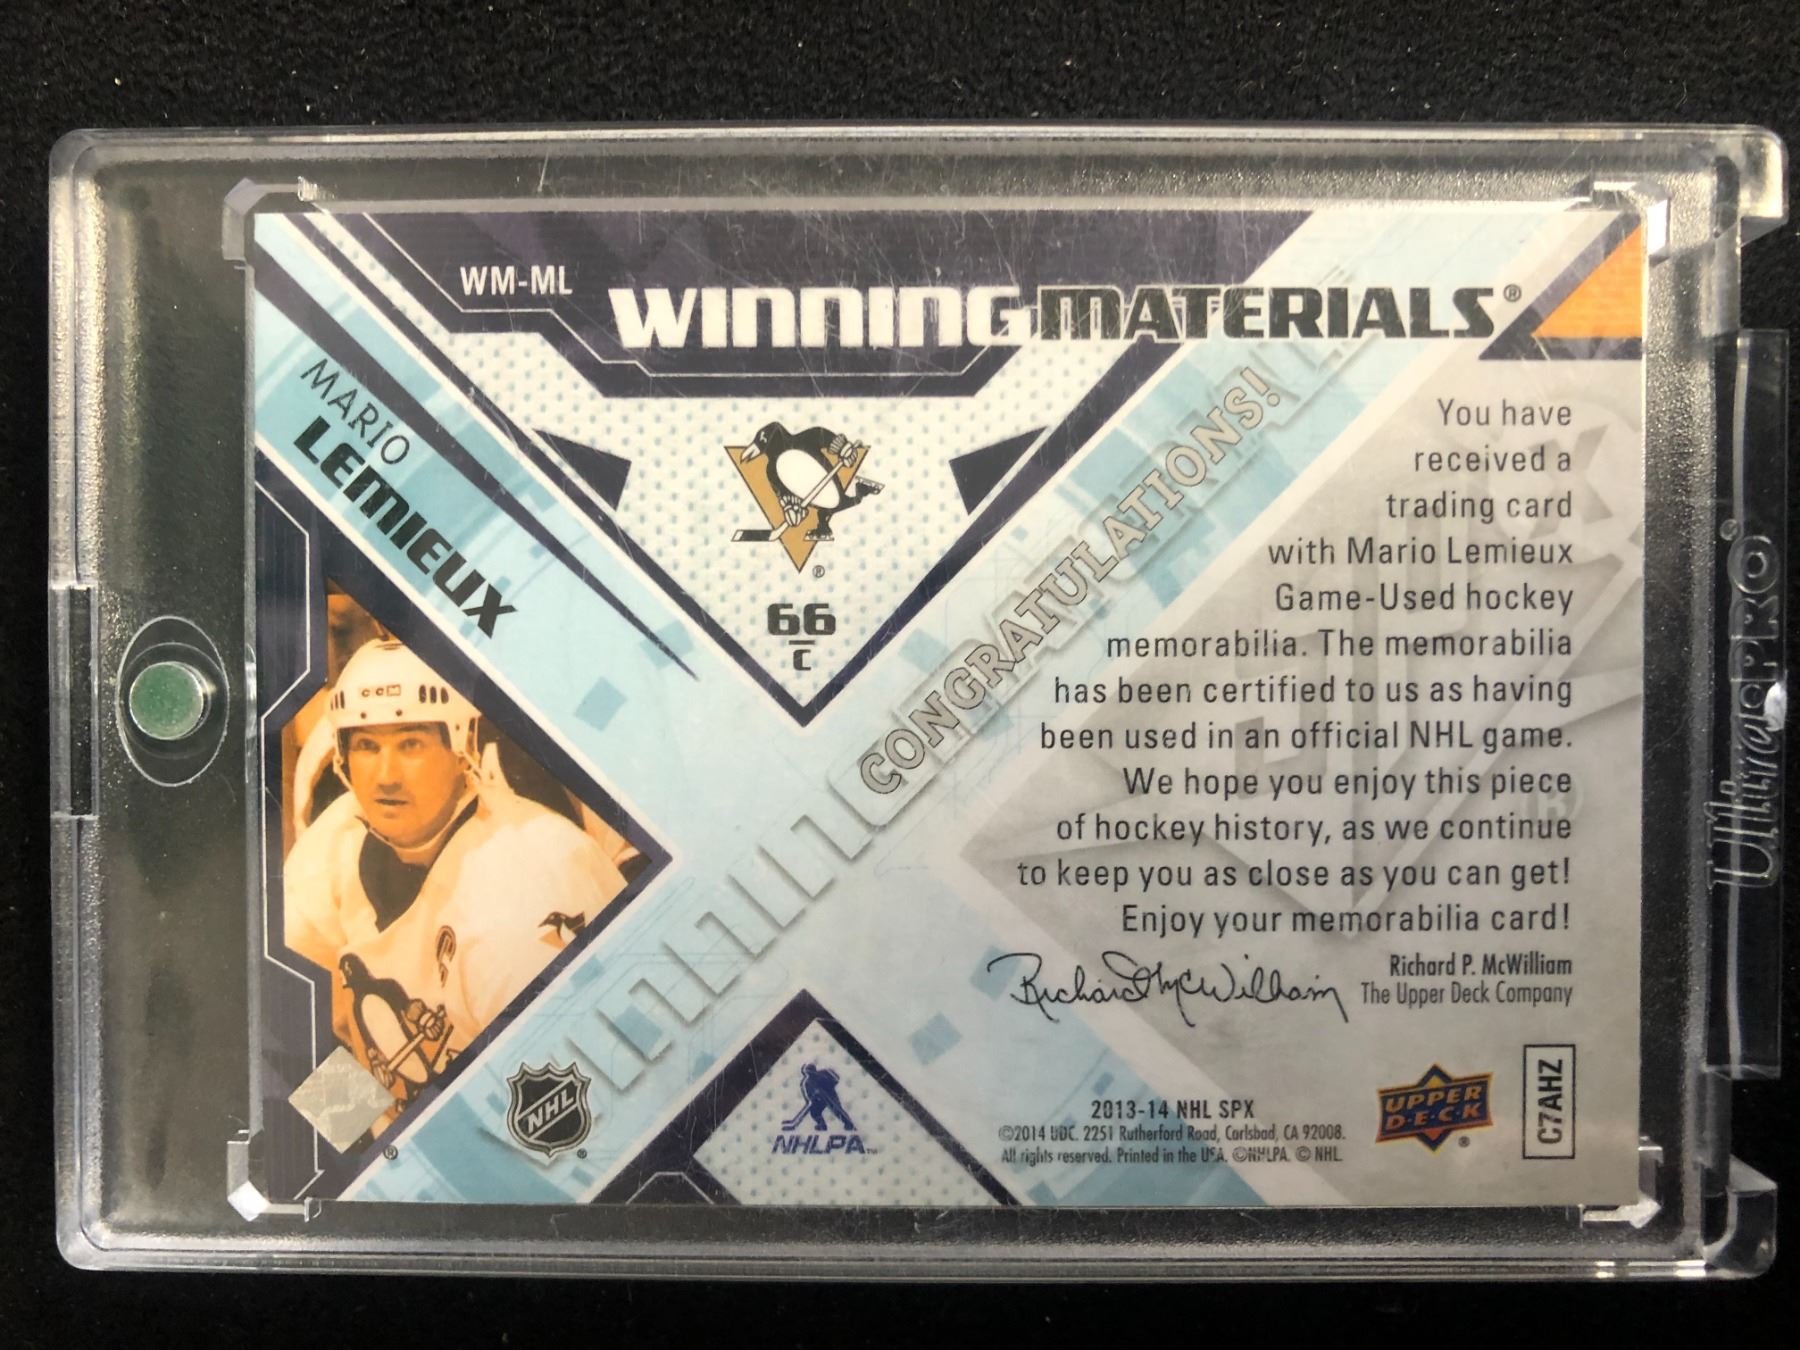 WM-ML
WINNING MATERIALS®
MARIO
LEMIEUX
66
C
CONGRATULATIONS!
You have
received a
trading card
with Mario Lemieux
Game-Used hockey
memorabilia. The memorabilia
has been certified to us as having
been used in an official NHL game.
We hope you enjoy this piece
of hockey history, as we continue
to keep you as close as you can get!
Enjoy your memorabilia card!
Richard McWilliam
Richard P. McWilliam
The Upper Deck Company
CCM
C
NHL
®
NHLPA™
2013-14 NHL SPX
©2014 UDC. 2251 Rutherford Road, Carlsbad, CA 92008.
All rights reserved. Printed in the USA. ©NHLPA. © NHL.
UPPER
D·E·C·K
®
C7AHZ
UltraPRO®